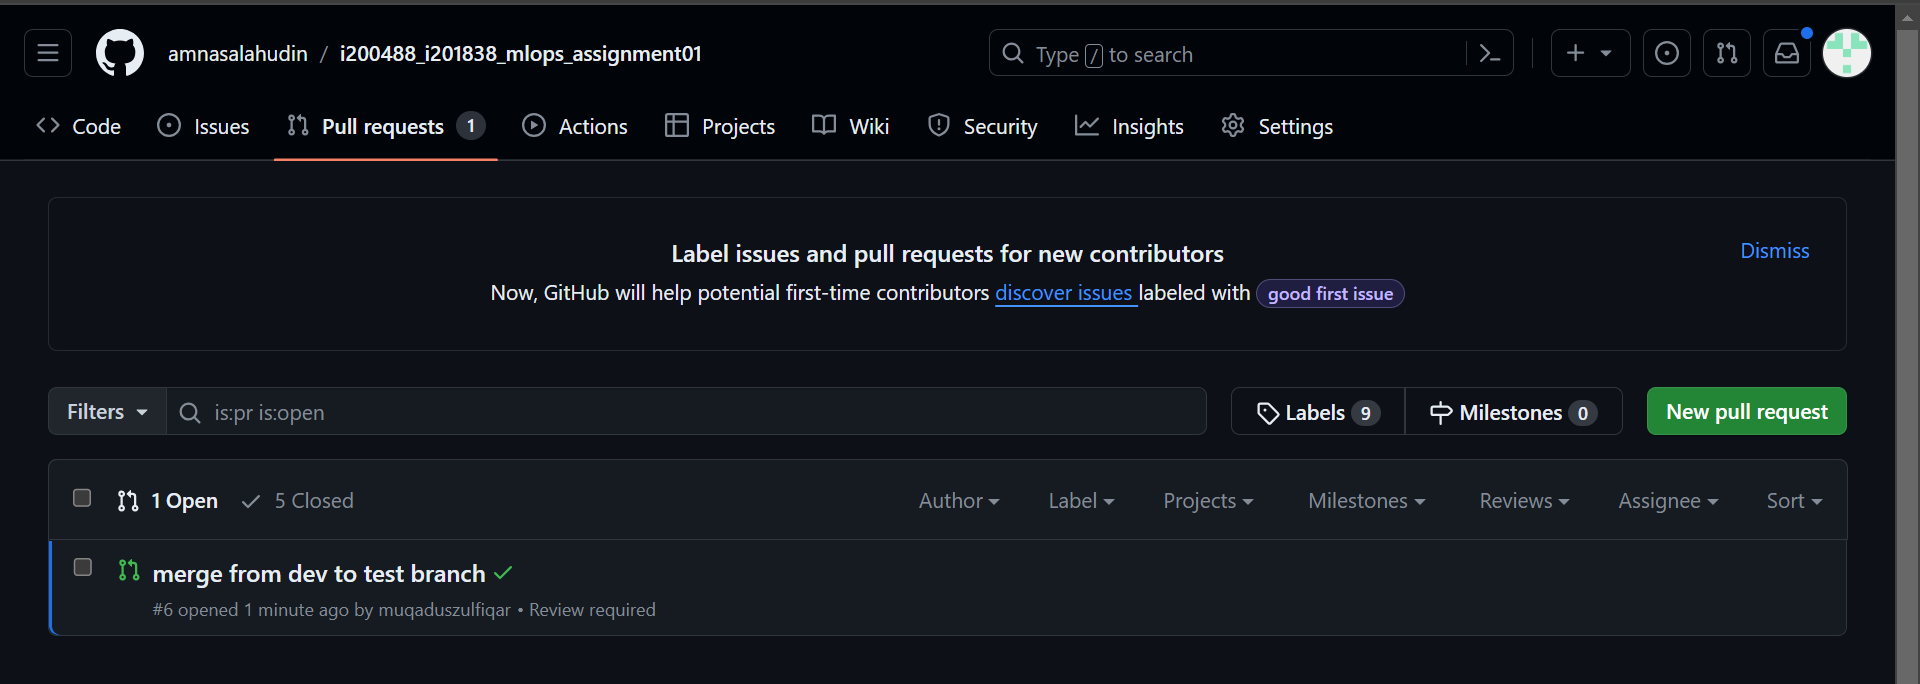 amnasalahudin / i200488_i201838_mlops_assignment01
Type / to search
Code
Issues
Pull requests 1
Actions
Projects
Wiki
Security
Insights
Settings
Label issues and pull requests for new contributors
Dismiss
Now, GitHub will help potential first-time contributors discover issues labeled with good first issue
Filters
is:pr is:open
Labels 9
Milestones 0
New pull request
1 Open
5 Closed
Author
Label
Projects
Milestones
Reviews
Assignee
Sort
merge from dev to test branch
#6 opened 1 minute ago by muqaduszulfiqar • Review required